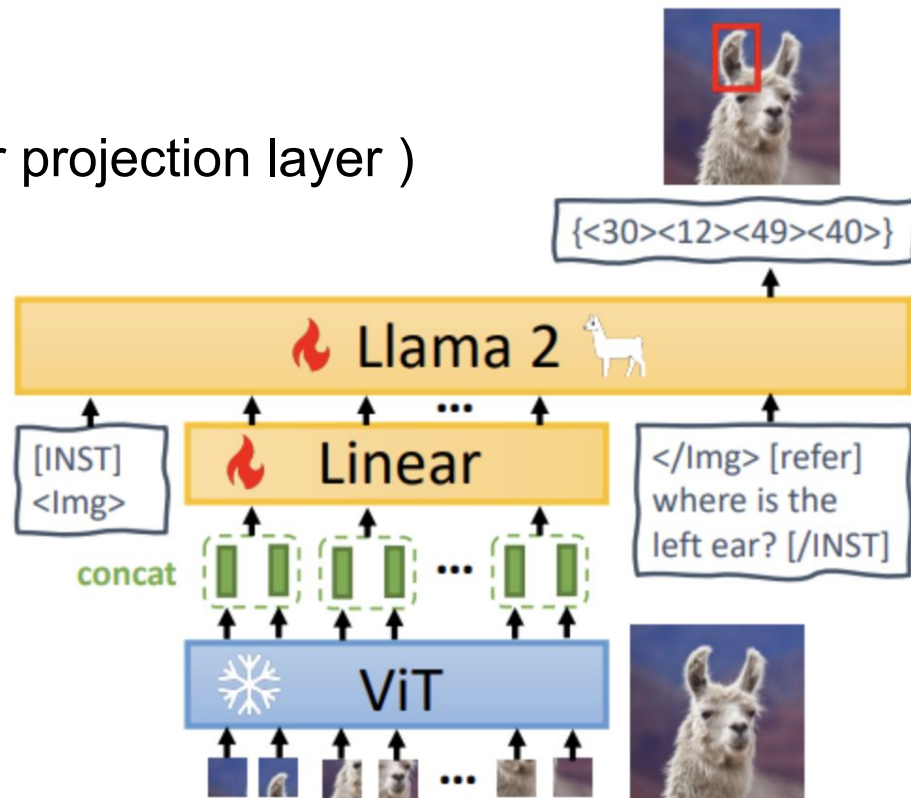 r projection layer )
{<30><12><49><40>}
Llama 2
...
[INST]
<Img>
Linear
</Img> [refer]
where is the
left ear? [/INST]
concat
...
ViT
...